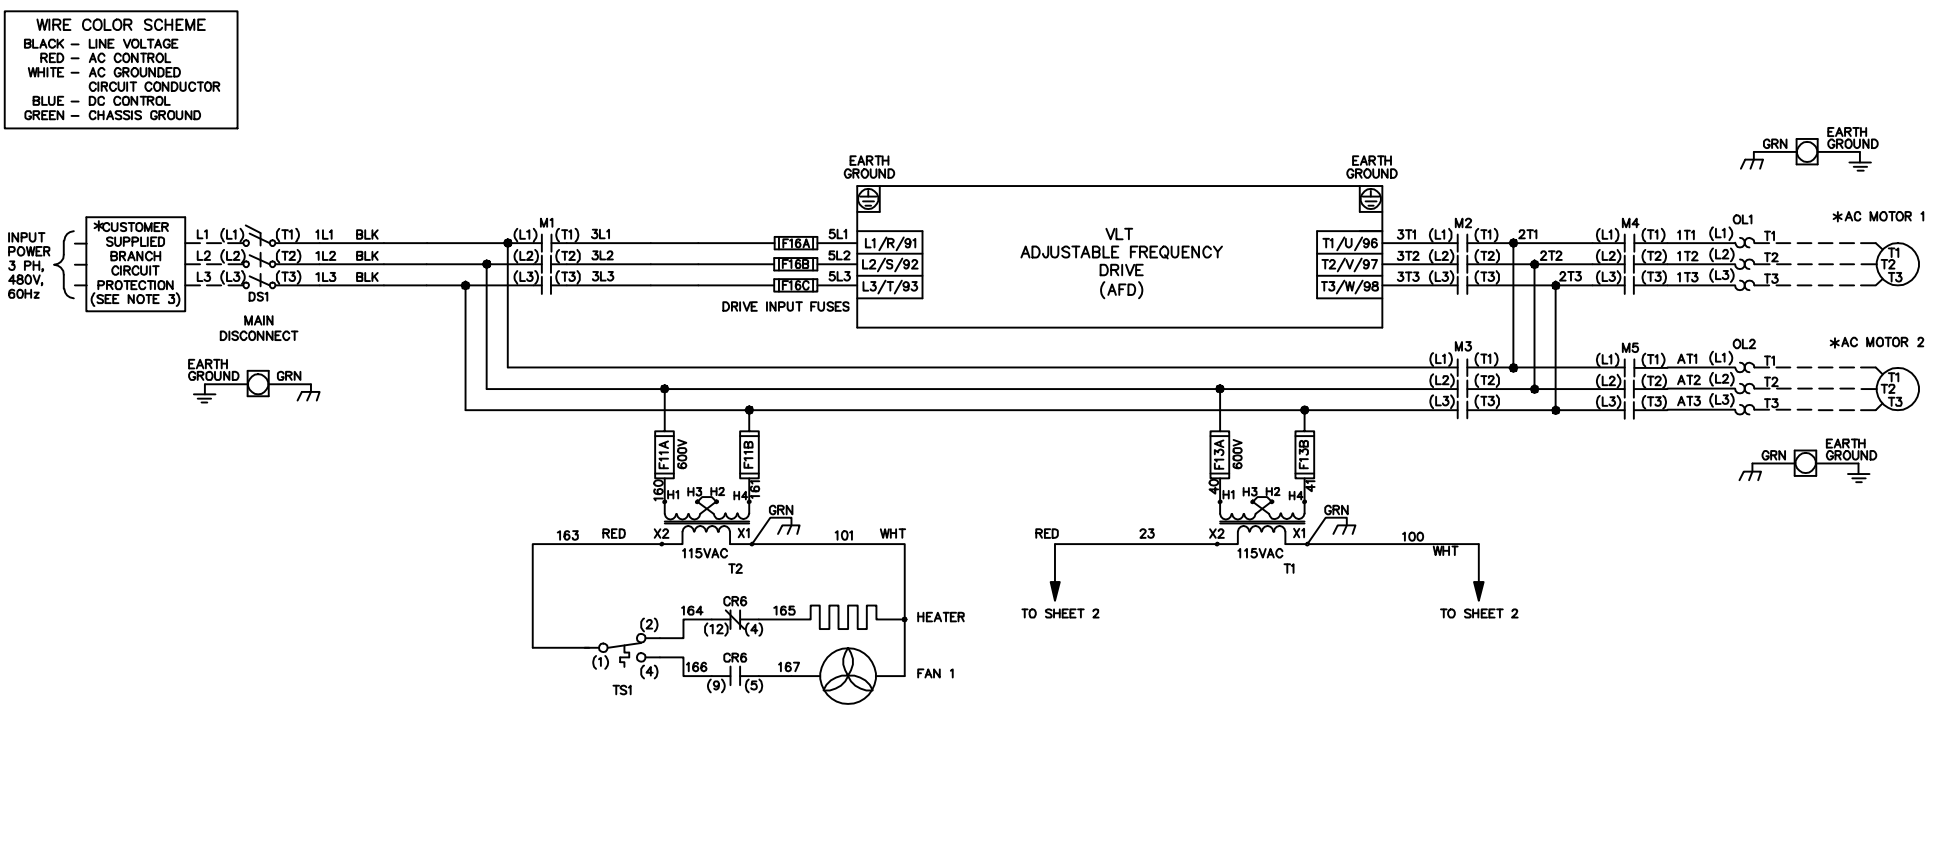 WIRE COLOR SCHEME
BLACK – LINE VOLTAGE
RED – AC CONTROL
WHITE – AC GROUNDED
CIRCUIT CONDUCTOR
BLUE – DC CONTROL
GREEN – CHASSIS GROUND
INPUT
POWER
3 PH,
480V,
60Hz
*CUSTOMER
SUPPLIED
BRANCH
CIRCUIT
PROTECTION
(SEE NOTE 3)
L1 (L1) (T1) 1L1 BLK
L2 (L2) (T2) 1L2 BLK
L3 (L3) (T3) 1L3 BLK
DS1
MAIN
DISCONNECT
EARTH
GROUND GRN
M1
(L1) (T1) 3L1
(L2) (T2) 3L2
(L3) (T3) 3L3
F16A 5L1
F16B 5L2
F16C 5L3
DRIVE INPUT FUSES
EARTH
GROUND
L1/R/91
L2/S/92
L3/T/93
VLT
ADJUSTABLE FREQUENCY
DRIVE
(AFD)
EARTH
GROUND
T1/U/96
T2/V/97
T3/W/98
M2
3T1 (L1) (T1) 2T1
3T2 (L2) (T2) 2T2
3T3 (L3) (T3) 2T3
M4
(L1) (T1) 1T1 (L1) T1
(L2) (T2) 1T2 (L2) T2
(L3) (T3) 1T3 (L3) T3
OL1
*AC MOTOR 1
T1
T2
T3
GRN EARTH
GROUND
M3
(L1) (T1)
(L2) (T2)
(L3) (T3)
M5
(L1) (T1) AT1 (L1) T1
(L2) (T2) AT2 (L2) T2
(L3) (T3) AT3 (L3) T3
OL2
*AC MOTOR 2
T1
T2
T3
GRN EARTH
GROUND
F11A
600V
F11B
160
161
H1 H3 H2 H4
GRN
163 RED X2 X1 101 WHT
115VAC
T2
164 CR6 165
(12) (4)
HEATER
(2)
(1)
(4)
TS1
166 CR6 167
(9) (5)
FAN 1
F13A
600V
F13B
40
41
H1 H3 H2 H4
GRN
RED 23 X2 X1 100
WHT
115VAC
T1
TO SHEET 2
TO SHEET 2